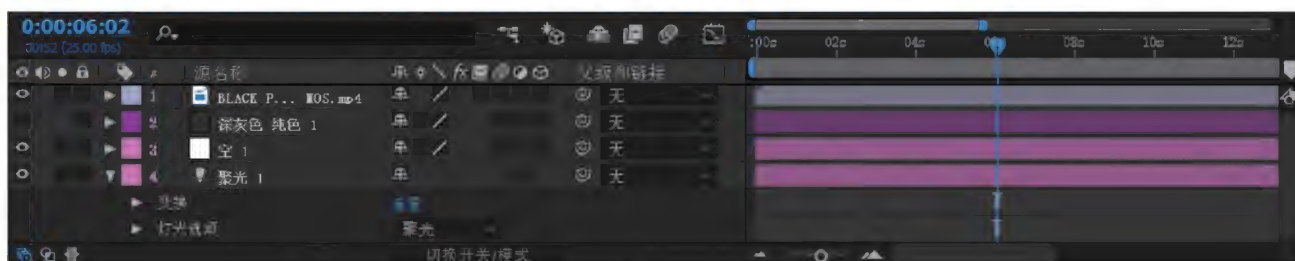 0:00:06:02
00152 (25.00 fps)
:00s 02s 04s 06s 08s 10s 12s
# 源名称 父级和链接
1 BLACK P... MOS.mp4 无
2 深灰色 纯色 1 无
3 空 1 无
4 聚光 1 无
变换 重置
灯光选项 聚光
切换开关/模式